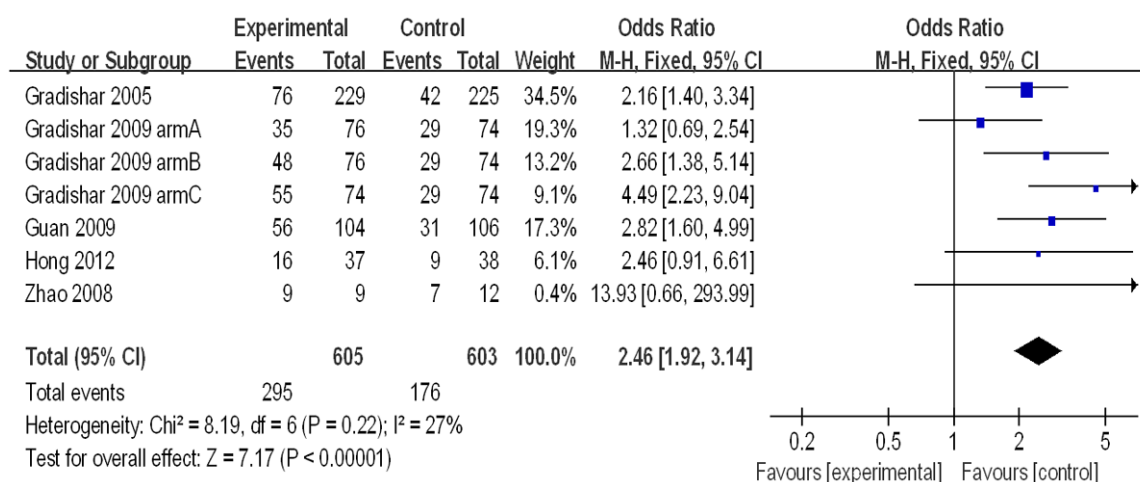 Experimental Control Odds Ratio Odds Ratio
Study or Subgroup Events Total Events Total Weight M-H, Fixed, 95% CI M-H, Fixed, 95% CI
Gradishar 2005 76 229 42 225 34.5% 2.16 [1.40, 3.34]
Gradishar 2009 armA 35 76 29 74 19.3% 1.32 [0.69, 2.54]
Gradishar 2009 armB 48 76 29 74 13.2% 2.66 [1.38, 5.14]
Gradishar 2009 armC 55 74 29 74 9.1% 4.49 [2.23, 9.04]
Guan 2009 56 104 31 106 17.3% 2.82 [1.60, 4.99]
Hong 2012 16 37 9 38 6.1% 2.46 [0.91, 6.61]
Zhao 2008 9 9 7 12 0.4% 13.93 [0.66, 293.99]
Total (95% CI) 605 603 100.0% 2.46 [1.92, 3.14]
Total events 295 176
Heterogeneity: Chi² = 8.19, df = 6 (P = 0.22); I² = 27%
Test for overall effect: Z = 7.17 (P < 0.00001)
0.2 0.5 1 2 5
Favours [experimental] Favours [control]